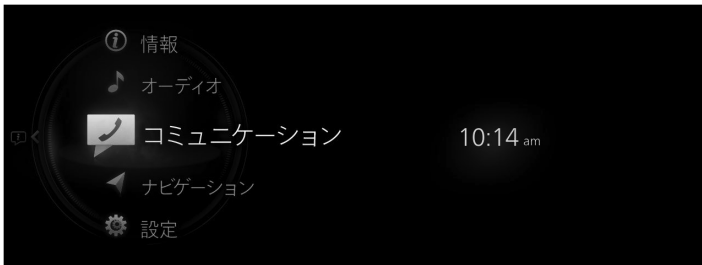 情報
オーディオ
コミュニケーション
10:14 am
ナビゲーション
設定